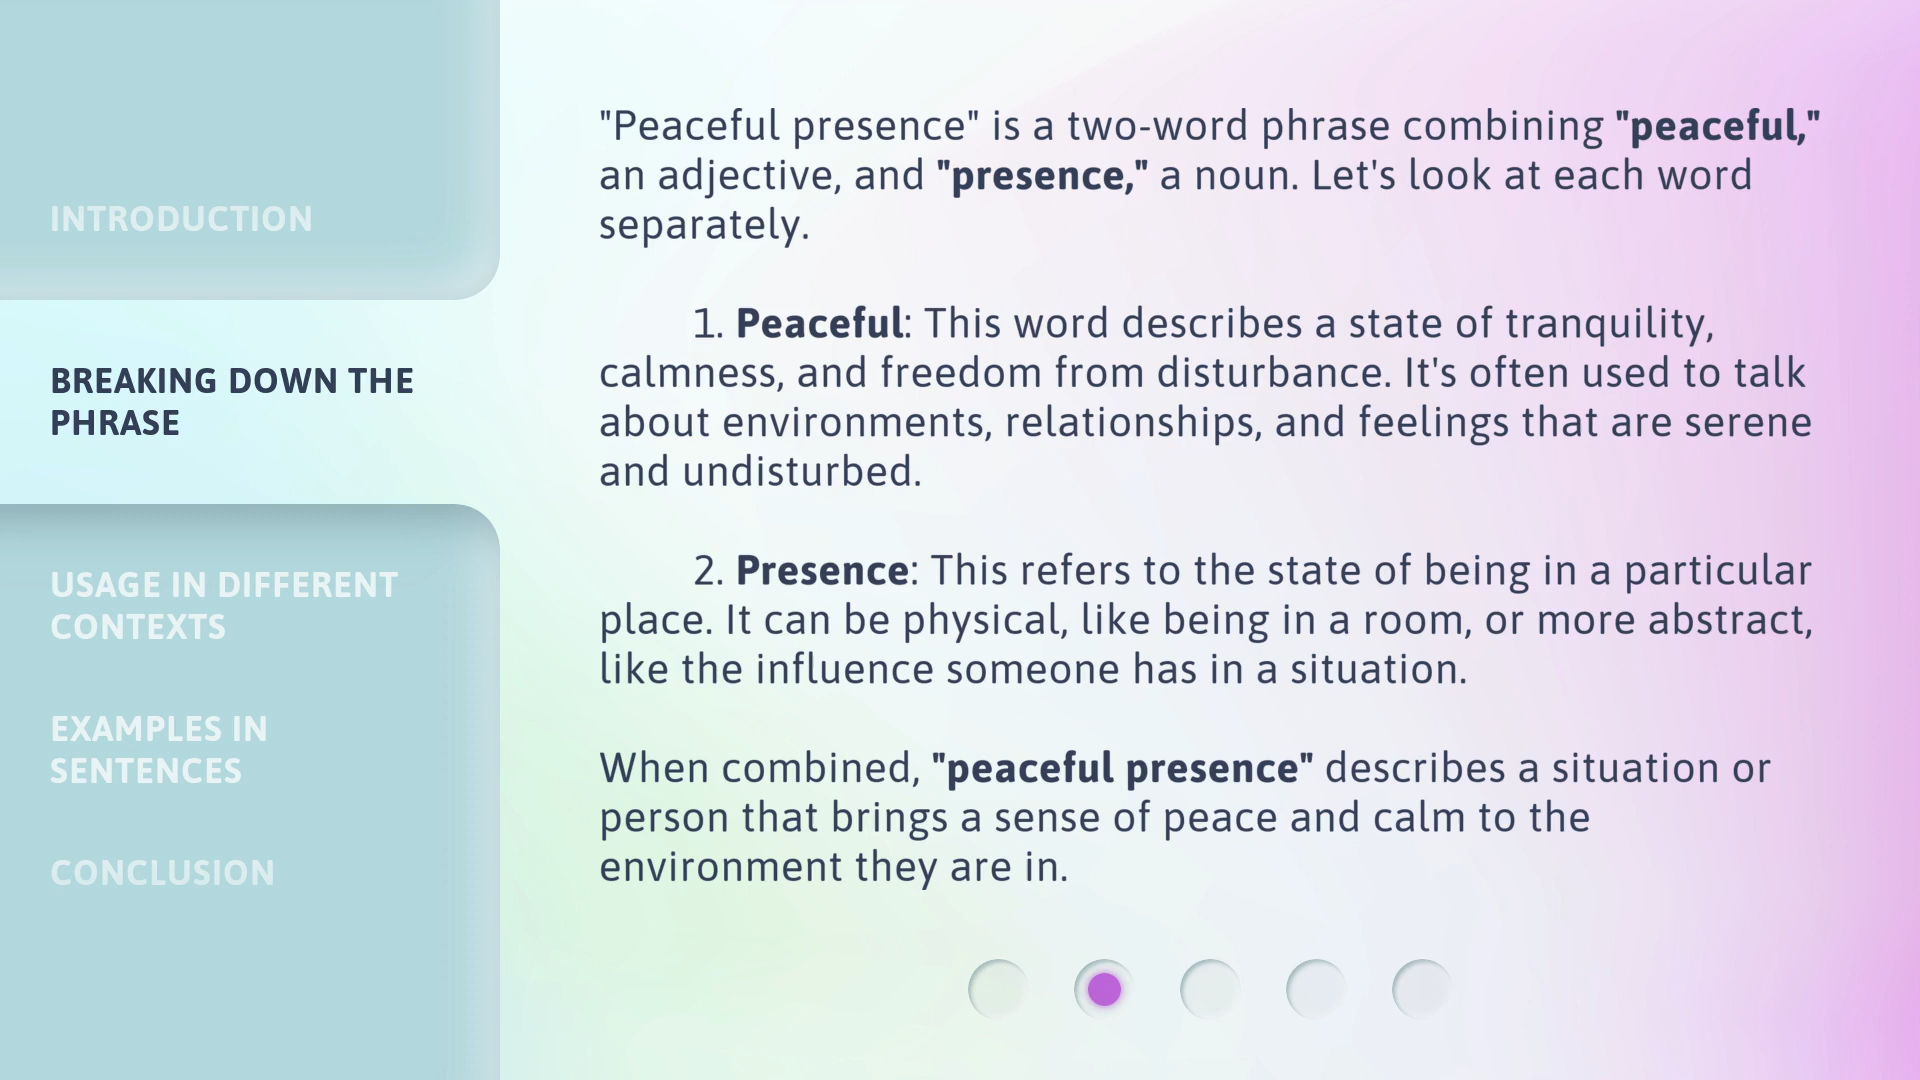 INTRODUCTION
BREAKING DOWN THE
PHRASE
USAGE IN DIFFERENT
CONTEXTS
EXAMPLES IN
SENTENCES
CONCLUSION
"Peaceful presence" is a two-word phrase combining "peaceful,"
an adjective, and "presence," a noun. Let's look at each word
separately.
1. Peaceful: This word describes a state of tranquility,
calmness, and freedom from disturbance. It's often used to talk
about environments, relationships, and feelings that are serene
and undisturbed.
2. Presence: This refers to the state of being in a particular
place. It can be physical, like being in a room, or more abstract,
like the influence someone has in a situation.
When combined, "peaceful presence" describes a situation or
person that brings a sense of peace and calm to the
environment they are in.